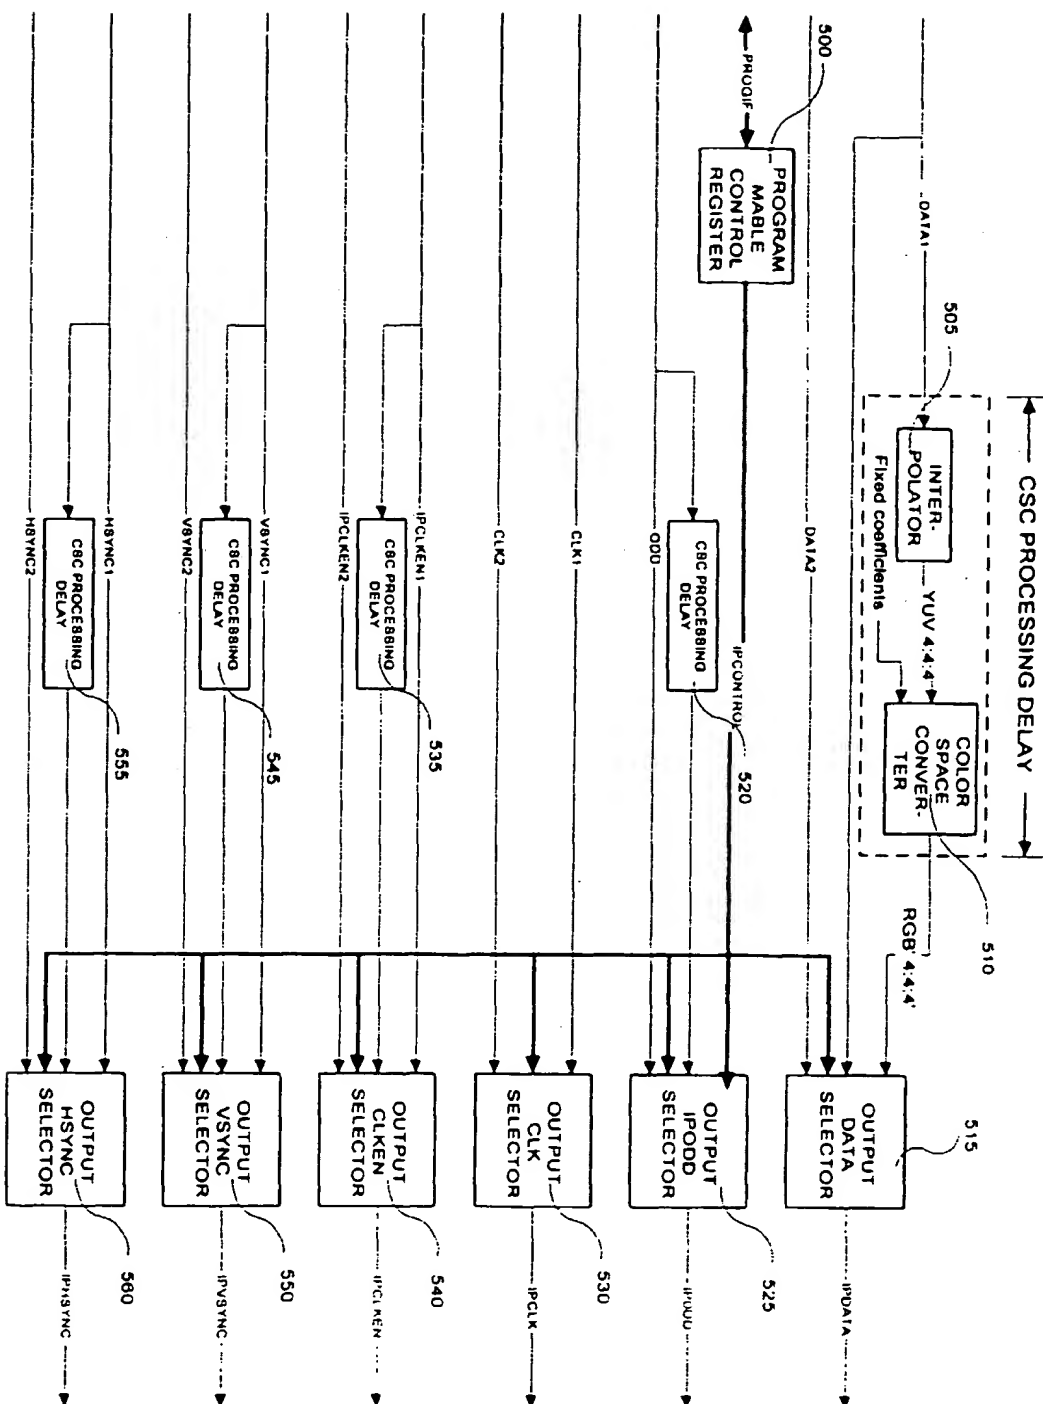 CSC PROCESSING DELAY
DATA1
505
INTER-
POLATOR
YUV 4:4:4
Fixed coefficients
COLOR
SPACE
CONVER-
TER
510
RGB' 4:4:4'
515
OUTPUT
DATA
SELECTOR
IPDATA
DATA2
500
PROGIF
PROGRAM
MABLE
CONTROL
REGISTER
IPCONTROL
520
CSC PROCESSING
DELAY
ODD
OUTPUT
IPODD
SELECTOR
525
IPODD
CLK1
CLK2
OUTPUT
CLK
SELECTOR
530
IPCLK
IPCLKEN1
CSC PROCESSING
DELAY
535
IPCLKEN2
OUTPUT
CLKEN
SELECTOR
540
IPCLKEN
VSYNC1
CSC PROCESSING
DELAY
545
VSYNC2
OUTPUT
VSYNC
SELECTOR
550
IPVSYNC
HSYNC1
CSC PROCESSING
DELAY
555
HSYNC2
OUTPUT
HSYNC
SELECTOR
560
IPHSYNC